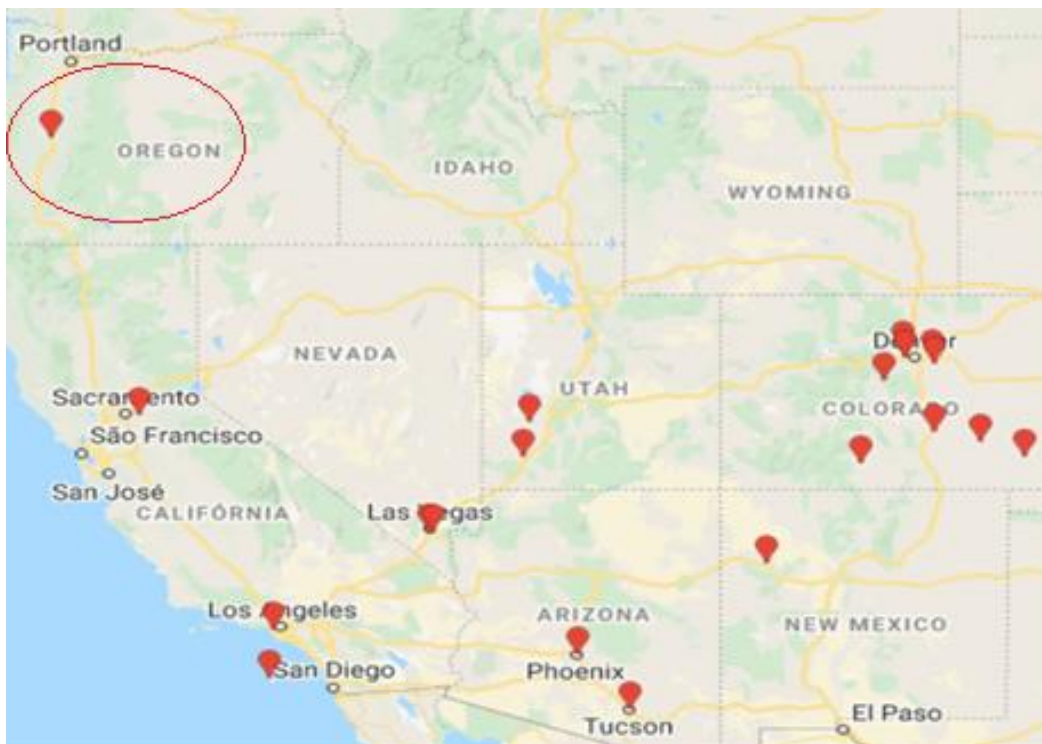 Portland
OREGON
IDAHO
WYOMING
NEVADA
UTAH
Denver
COLORADO
Sacramento
São Francisco
San José
CALIFÓRNIA
Las Vegas
Los Angeles
San Diego
ARIZONA
Phoenix
Tucson
NEW MEXICO
El Paso